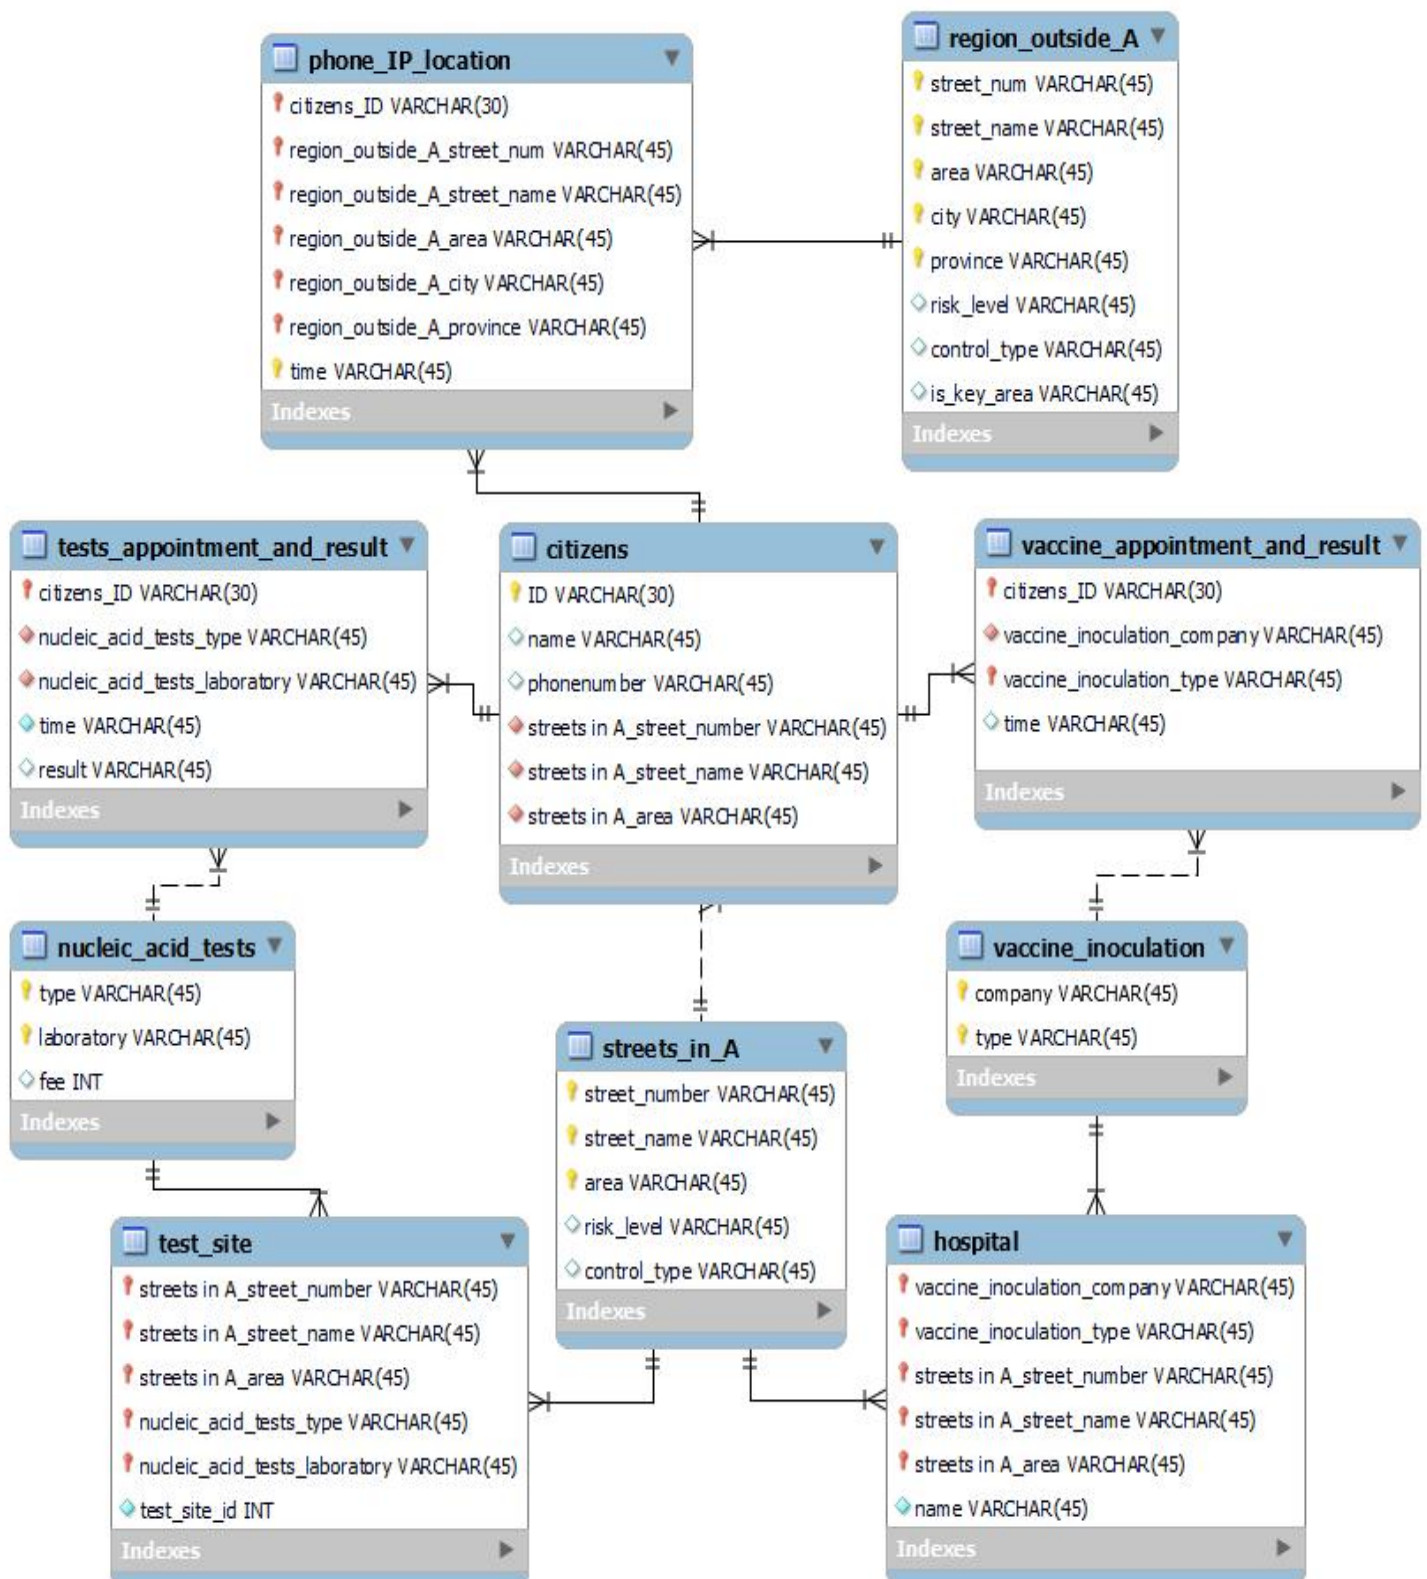 phone_IP_location
citizens_ID VARCHAR(30)
region_outside_A_street_num VARCHAR(45)
region_outside_A_street_name VARCHAR(45)
region_outside_A_area VARCHAR(45)
region_outside_A_city VARCHAR(45)
region_outside_A_province VARCHAR(45)
time VARCHAR(45)
Indexes
region_outside_A
street_num VARCHAR(45)
street_name VARCHAR(45)
area VARCHAR(45)
city VARCHAR(45)
province VARCHAR(45)
risk_level VARCHAR(45)
control_type VARCHAR(45)
is_key_area VARCHAR(45)
Indexes
tests_appointment_and_result
citizens_ID VARCHAR(30)
nucleic_acid_tests_type VARCHAR(45)
nucleic_acid_tests_laboratory VARCHAR(45)
time VARCHAR(45)
result VARCHAR(45)
Indexes
citizens
ID VARCHAR(30)
name VARCHAR(45)
phonenumber VARCHAR(45)
streets in A_street_number VARCHAR(45)
streets in A_street_name VARCHAR(45)
streets in A_area VARCHAR(45)
Indexes
vaccine_appointment_and_result
citizens_ID VARCHAR(30)
vaccine_inoculation_company VARCHAR(45)
vaccine_inoculation_type VARCHAR(45)
time VARCHAR(45)
Indexes
nucleic_acid_tests
type VARCHAR(45)
laboratory VARCHAR(45)
fee INT
Indexes
streets_in_A
street_number VARCHAR(45)
street_name VARCHAR(45)
area VARCHAR(45)
risk_level VARCHAR(45)
control_type VARCHAR(45)
Indexes
vaccine_inoculation
company VARCHAR(45)
type VARCHAR(45)
Indexes
test_site
streets in A_street_number VARCHAR(45)
streets in A_street_name VARCHAR(45)
streets in A_area VARCHAR(45)
nucleic_acid_tests_type VARCHAR(45)
nucleic_acid_tests_laboratory VARCHAR(45)
test_site_id INT
Indexes
hospital
vaccine_inoculation_company VARCHAR(45)
vaccine_inoculation_type VARCHAR(45)
streets in A_street_number VARCHAR(45)
streets in A_street_name VARCHAR(45)
streets in A_area VARCHAR(45)
name VARCHAR(45)
Indexes